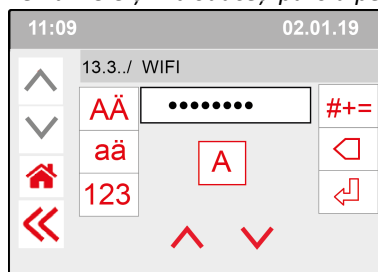 11:09 02.01.19
13.3../ WIFI
AÄ •••••••• #+=
aä A
123